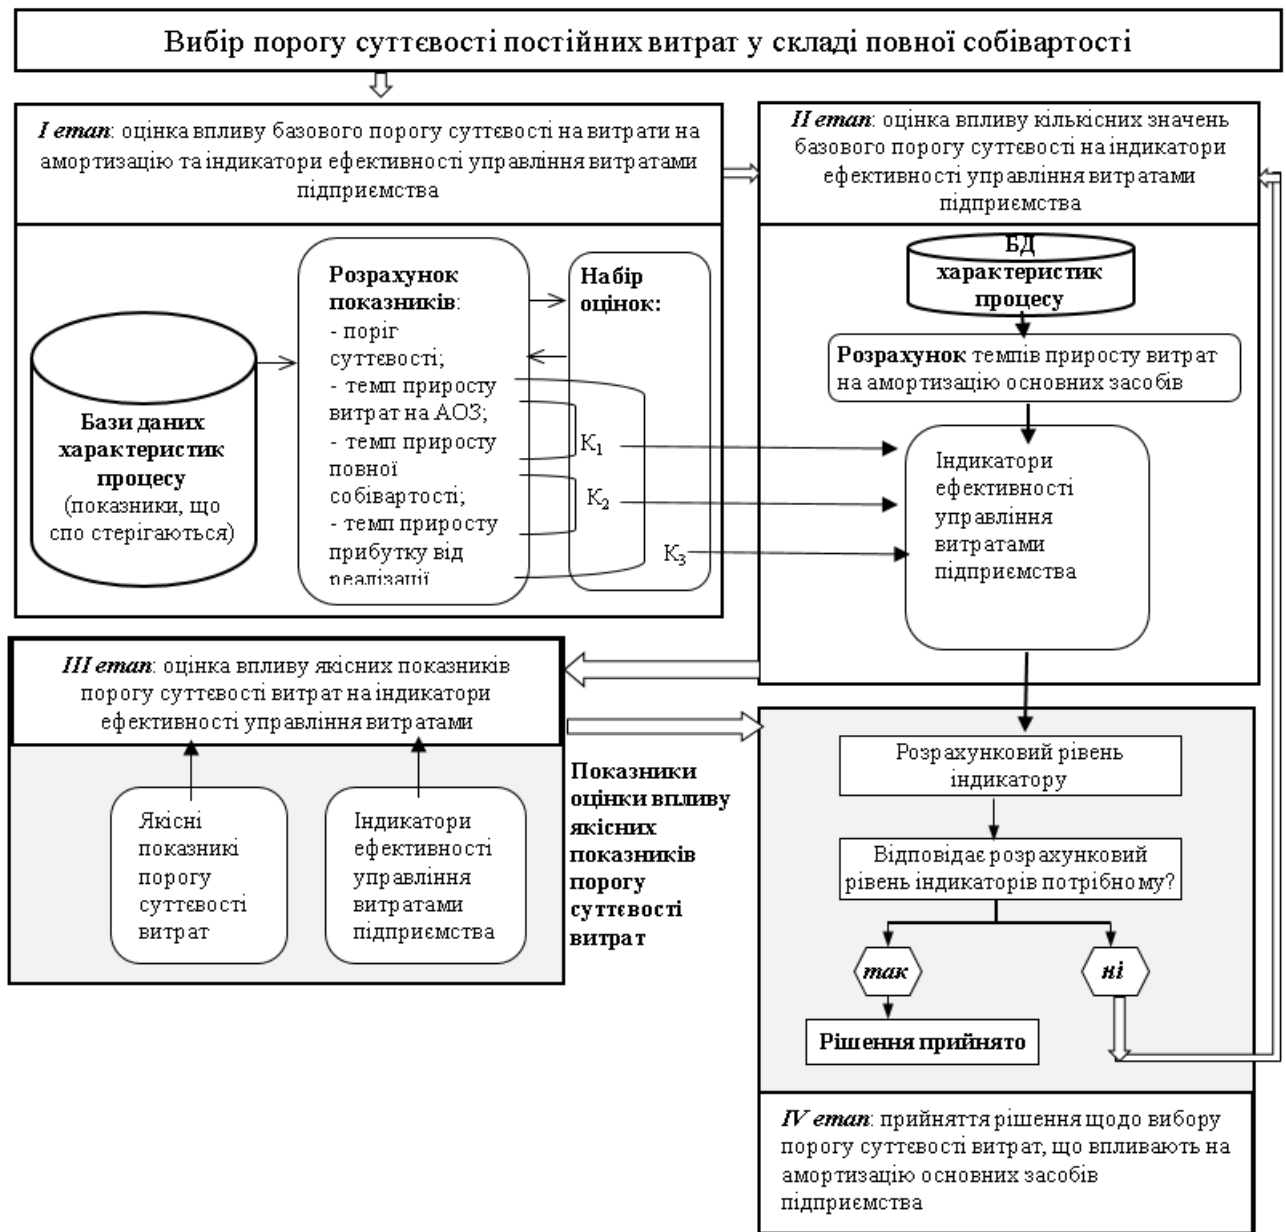 Вибір порогу суттєвості постійних витрат у складі повної собівартості
I етап: оцінка впливу базового порогу суттєвості на витрати на
амортизацію та індикатори ефективності управління витратами
підприємства
Бази даних
характеристик
процесу
(показники, що
спо стерігаються)
Розрахунок
показників:
- поріг
суттєвості;
- темп приросту
витрат на АОЗ;
- темп приросту
повної
собівартості;
- темп приросту
прибутку від
реалізації
Набір
оцінок:
K1
K2
K3
II етап: оцінка впливу кількісних значень
базового порогу суттєвості на індикатори
ефективності управління витратами
підприємства
БД
характеристик
процесу
Розрахунок темпів приросту витрат
на амортизацію основних засобів
Індикатори
ефективності
управління
витратами
підприємства
III етап: оцінка впливу якісних показників
порогу суттєвості витрат на індикатори
ефективності управління витратами
Якісні
показникі
порогу
суттєвості
витрат
Індикатори
ефективності
управління
витратами
підприємства
Показники
оцінки впливу
якісних
показників
порогу
суттєвості
витрат
Розрахунковий рівень
індикатору
Відповідає розрахунковий
рівень індикаторів потрібному?
так
ні
Рішення прийнято
IV етап: прийняття рішення щодо вибору
порогу суттєвості витрат, що впливають на
амортизацію основних засобів
підприємства